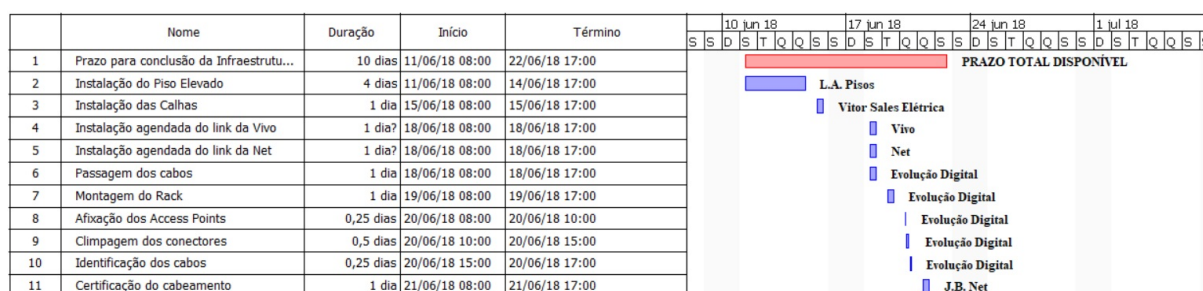 Nome Duração Início Término 10 jun 18 17 jun 18 24 jun 18 1 jul 18
S S D S T Q Q S S D S T Q Q S S D S T Q Q S S D S T Q Q S
1 Prazo para conclusão da Infraestrutu... 10 dias 11/06/18 08:00 22/06/18 17:00 PRAZO TOTAL DISPONÍVEL
2 Instalação do Piso Elevado 4 dias 11/06/18 08:00 14/06/18 17:00 L.A. Pisos
3 Instalação das Calhas 1 dia 15/06/18 08:00 15/06/18 17:00 Vitor Sales Elétrica
4 Instalação agendada do link da Vivo 1 dia? 18/06/18 08:00 18/06/18 17:00 Vivo
5 Instalação agendada do link da Net 1 dia? 18/06/18 08:00 18/06/18 17:00 Net
6 Passagem dos cabos 1 dia 18/06/18 08:00 18/06/18 17:00 Evolução Digital
7 Montagem do Rack 1 dia 19/06/18 08:00 19/06/18 17:00 Evolução Digital
8 Afixação dos Access Points 0,25 dias 20/06/18 08:00 20/06/18 10:00 Evolução Digital
9 Climpagem dos conectores 0,5 dias 20/06/18 10:00 20/06/18 15:00 Evolução Digital
10 Identificação dos cabos 0,25 dias 20/06/18 15:00 20/06/18 17:00 Evolução Digital
11 Certificação do cabeamento 1 dia 21/06/18 08:00 21/06/18 17:00 J.B. Net